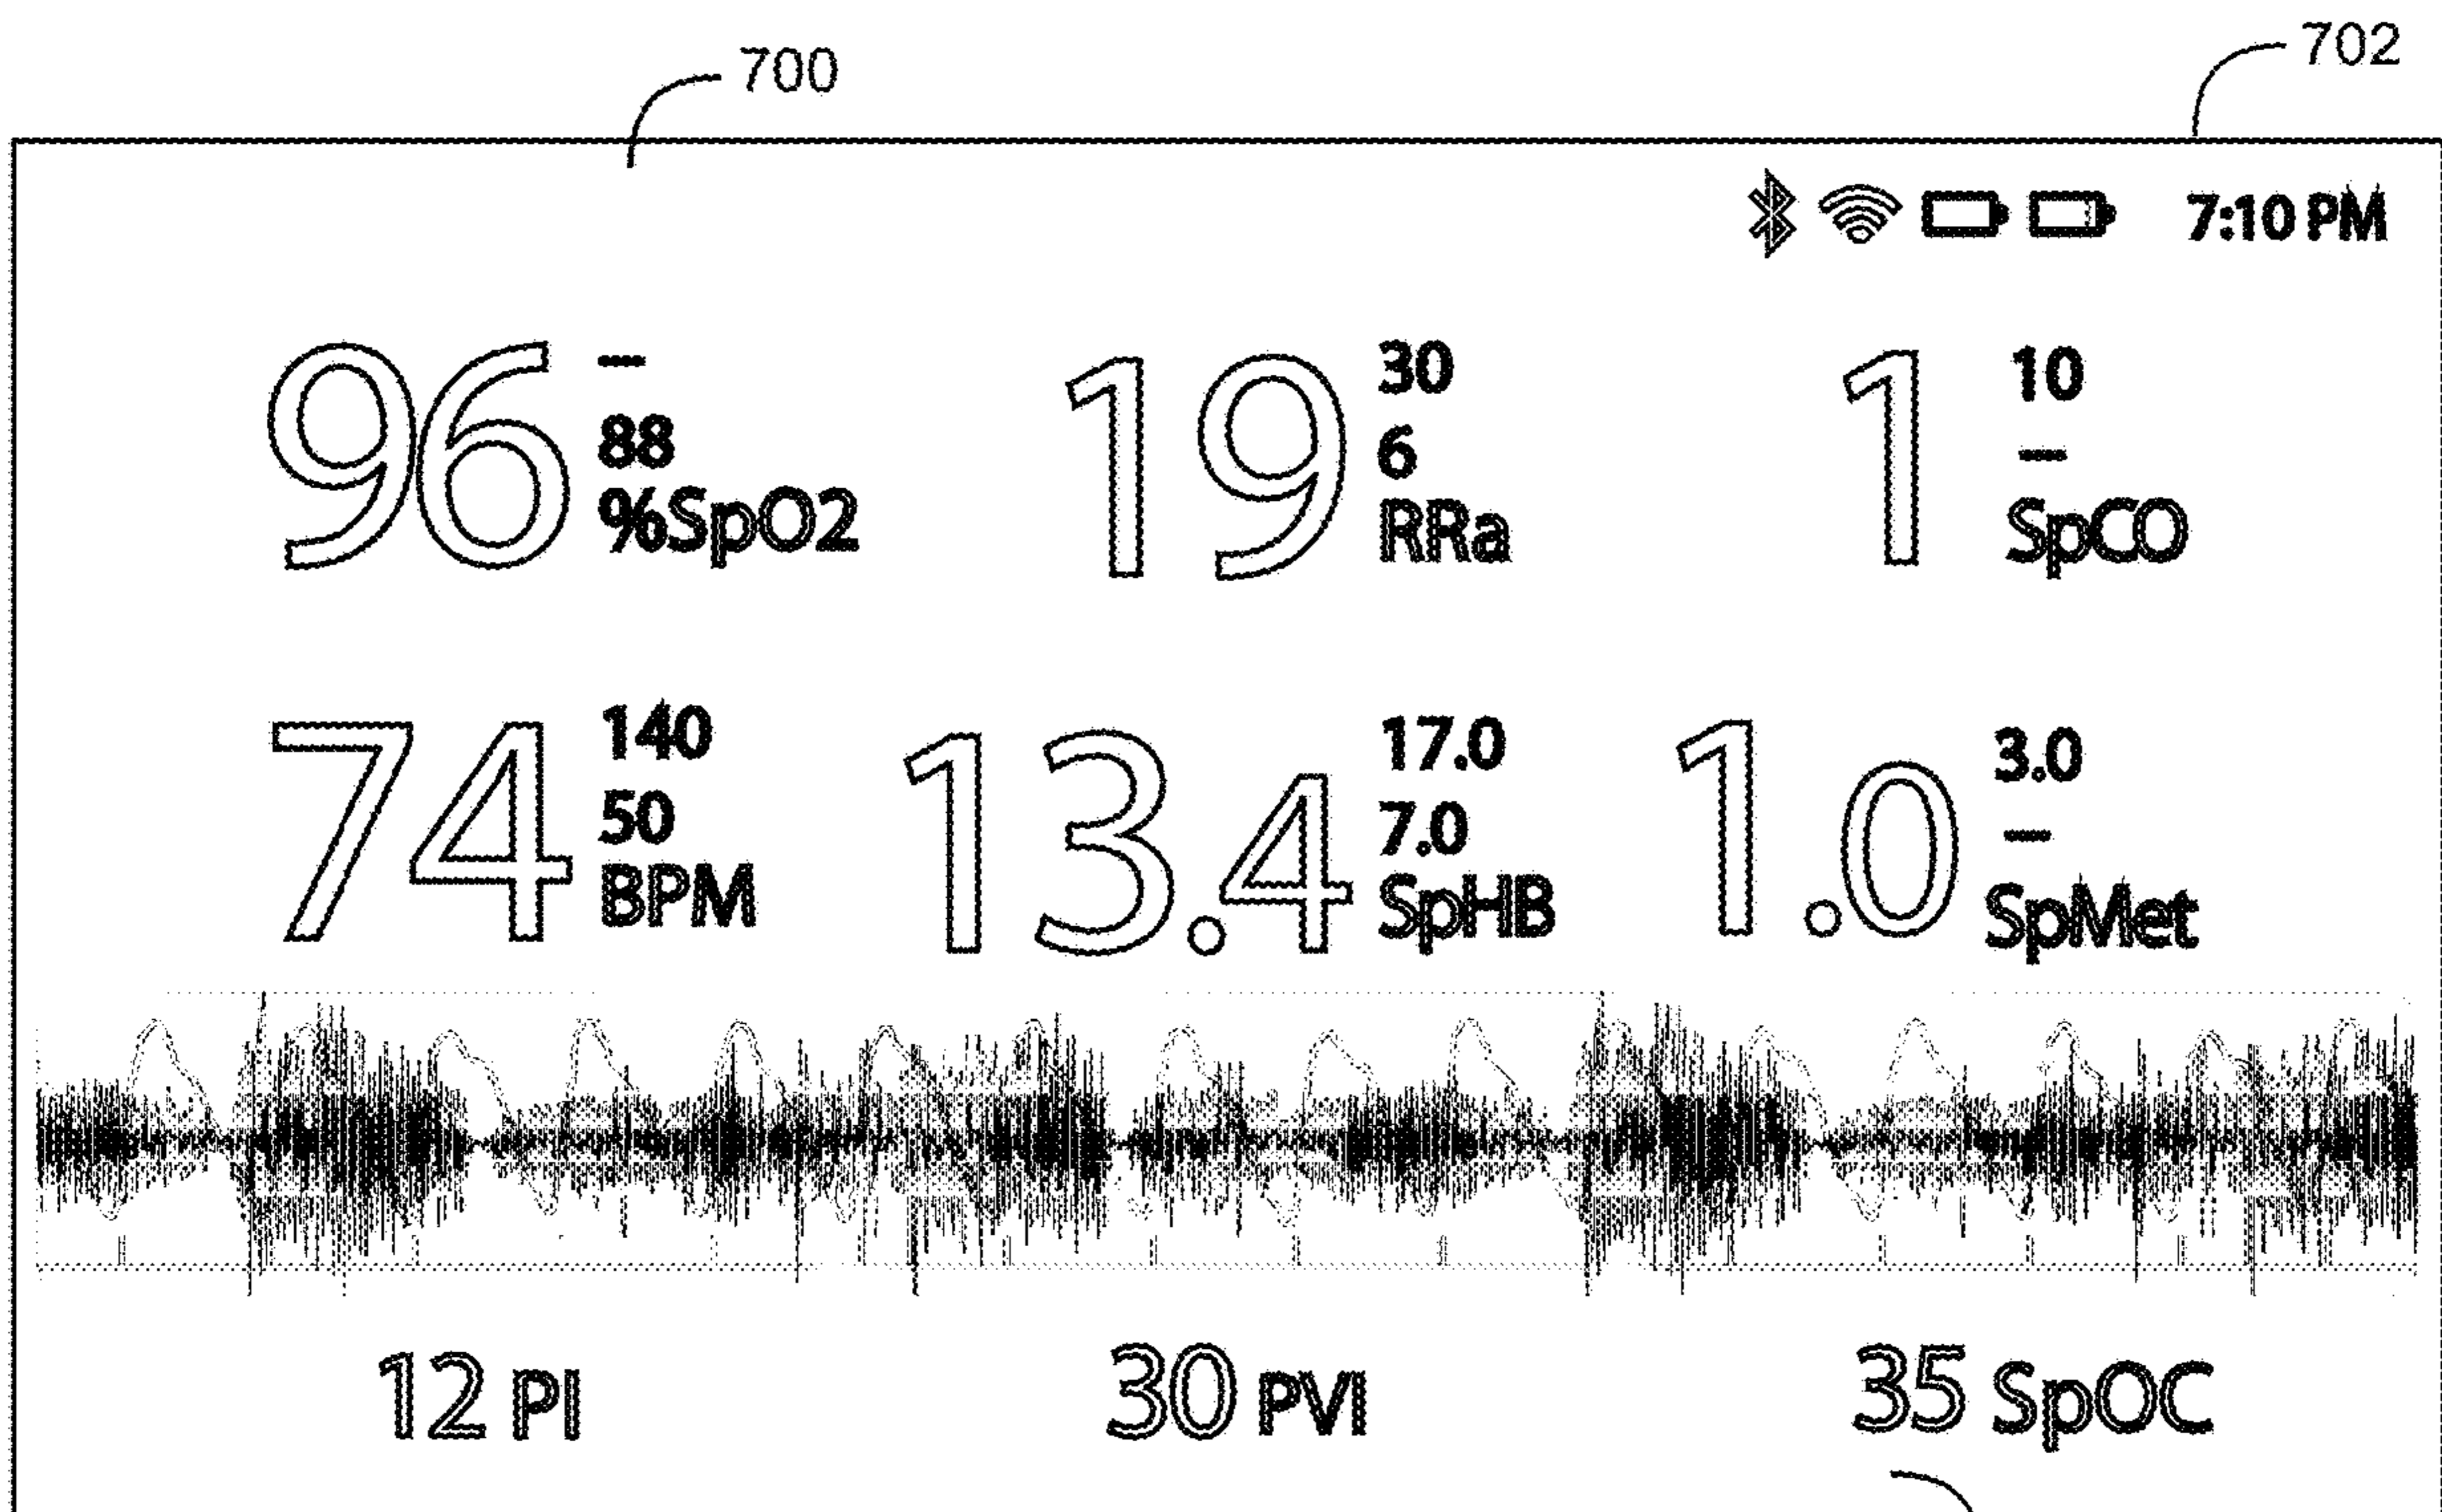 700
702
7:10 PM
96 – 88 %SpO2
19 30 6 RRa
1 10 – SpCO
74 140 50 BPM
13.4 17.0 7.0 SpHB
1.0 3.0 – SpMet
12 PI
30 PVI
35 SpOC